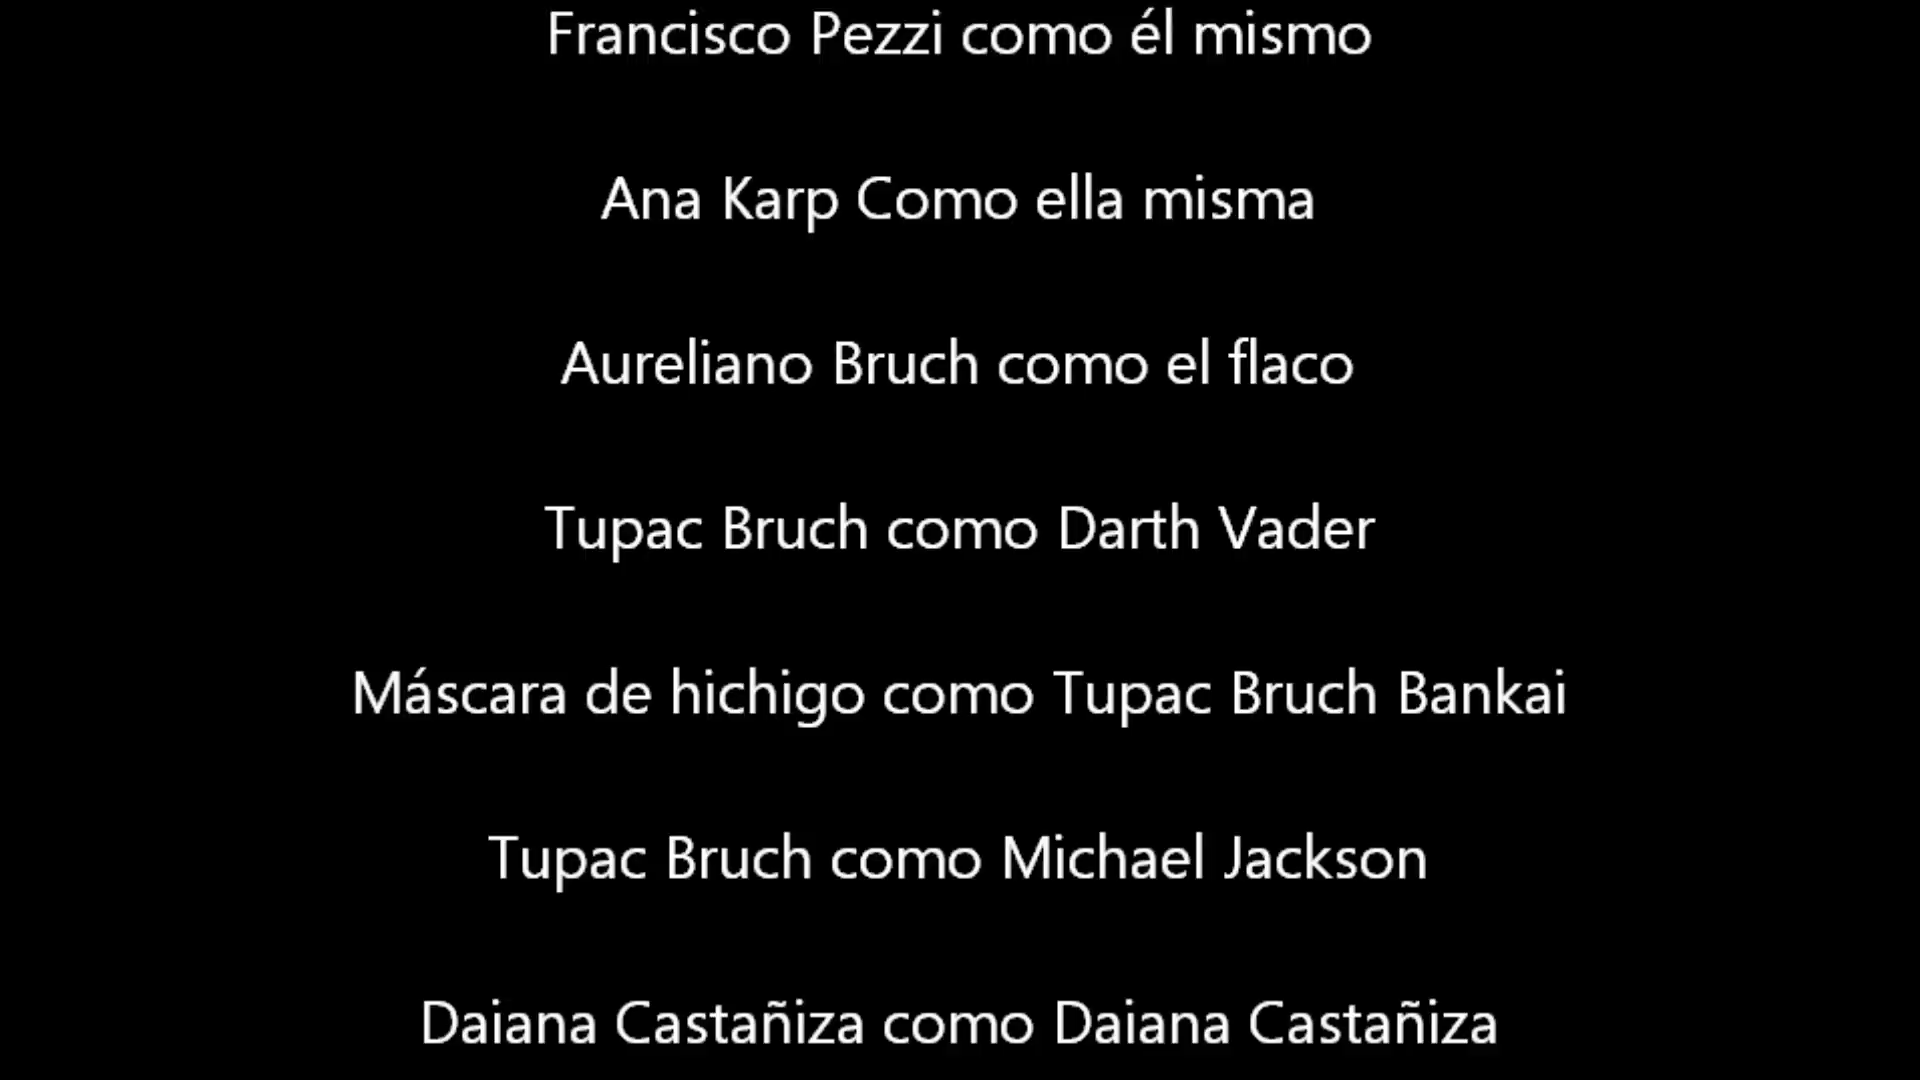 Francisco Pezzi como él mismo
Ana Karp Como ella misma
Aureliano Bruch como el flaco
Tupac Bruch como Darth Vader
Máscara de hichigo como Tupac Bruch Bankai
Tupac Bruch como Michael Jackson
Daiana Castañiza como Daiana Castañiza